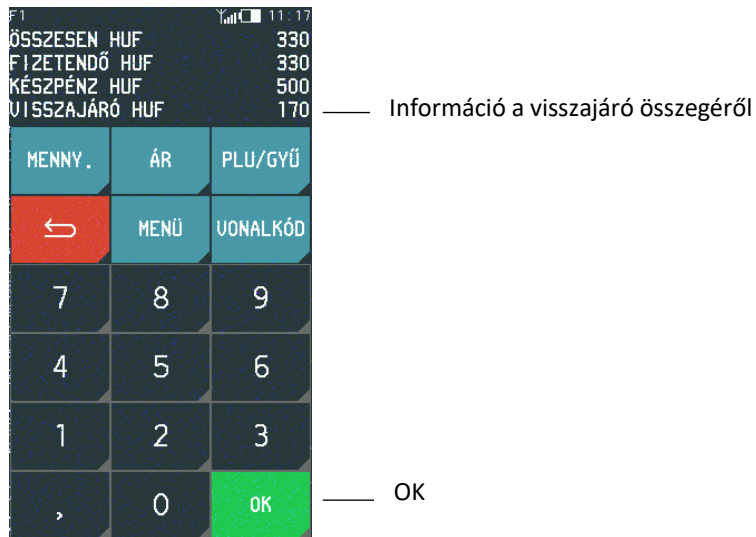 F1 11:17
ÖSSZESEN HUF 330
FIZETENDŐ HUF 330
KÉSZPÉNZ HUF 500
VISSZAJÁRÓ HUF 170
Információ a visszajáró összegéről
MENNY. ÁR PLU/GYŰ
MENÜ VONALKÓD
7 8 9
4 5 6
1 2 3
, 0 OK
OK